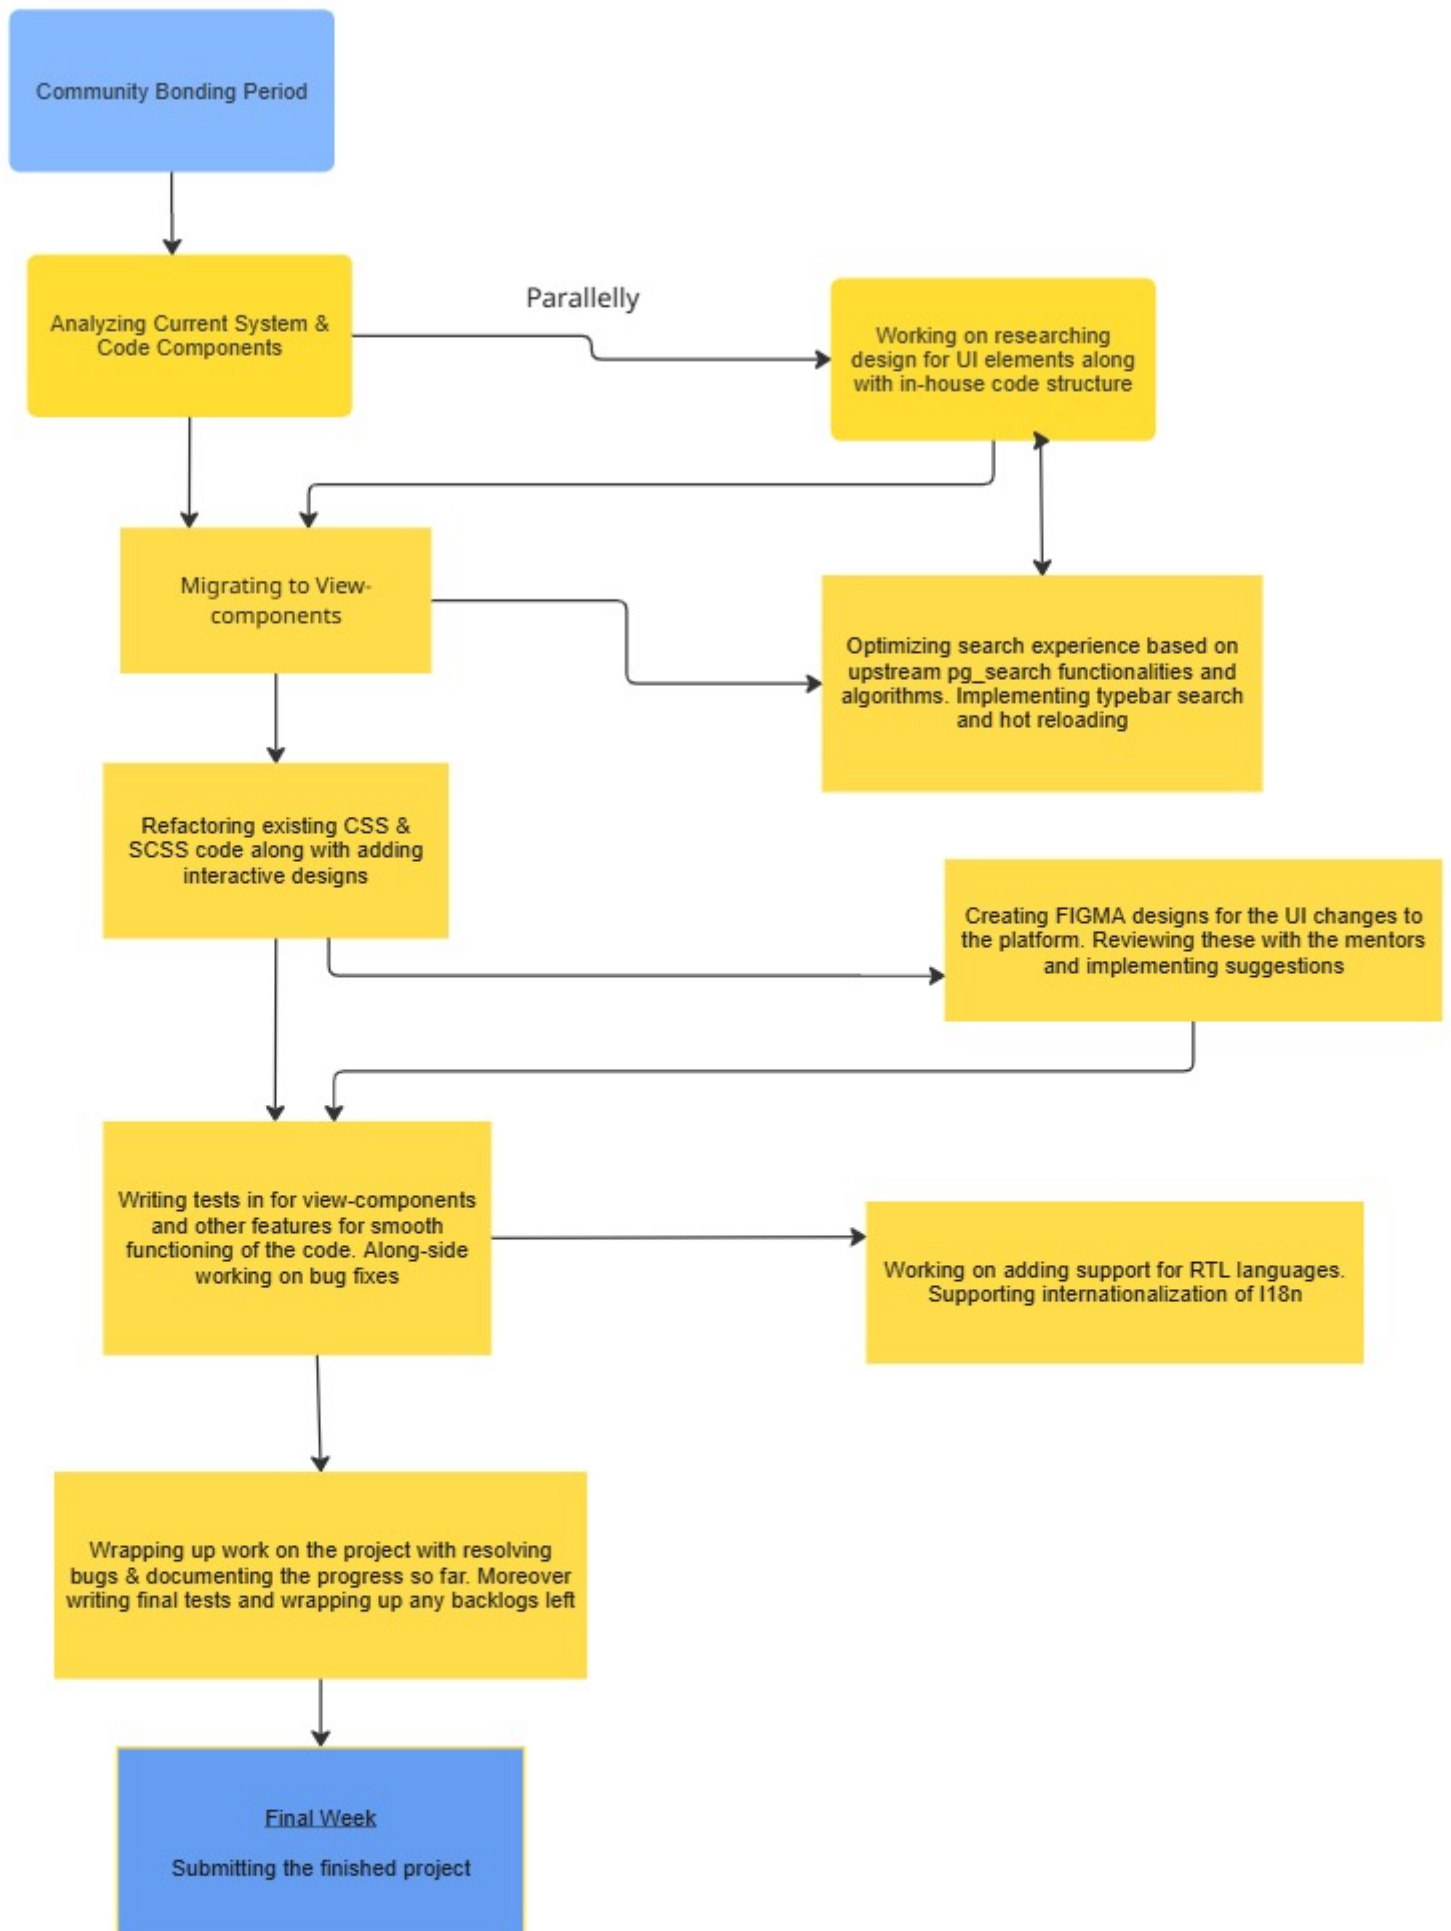 Community Bonding Period
Analyzing Current System &
Code Components
Parallelly
Working on researching
design for UI elements along
with in-house code structure
Migrating to View-
components
Optimizing search experience based on
upstream pg_search functionalities and
algorithms. Implementing typebar search
and hot reloading
Refactoring existing CSS &
SCSS code along with adding
interactive designs
Creating FIGMA designs for the UI changes to
the platform. Reviewing these with the mentors
and implementing suggestions
Writing tests in for view-components
and other features for smooth
functioning of the code. Along-side
working on bug fixes
Working on adding support for RTL languages.
Supporting internationalization of I18n
Wrapping up work on the project with resolving
bugs & documenting the progress so far. Moreover
writing final tests and wrapping up any backlogs left
Final Week
Submitting the finished project